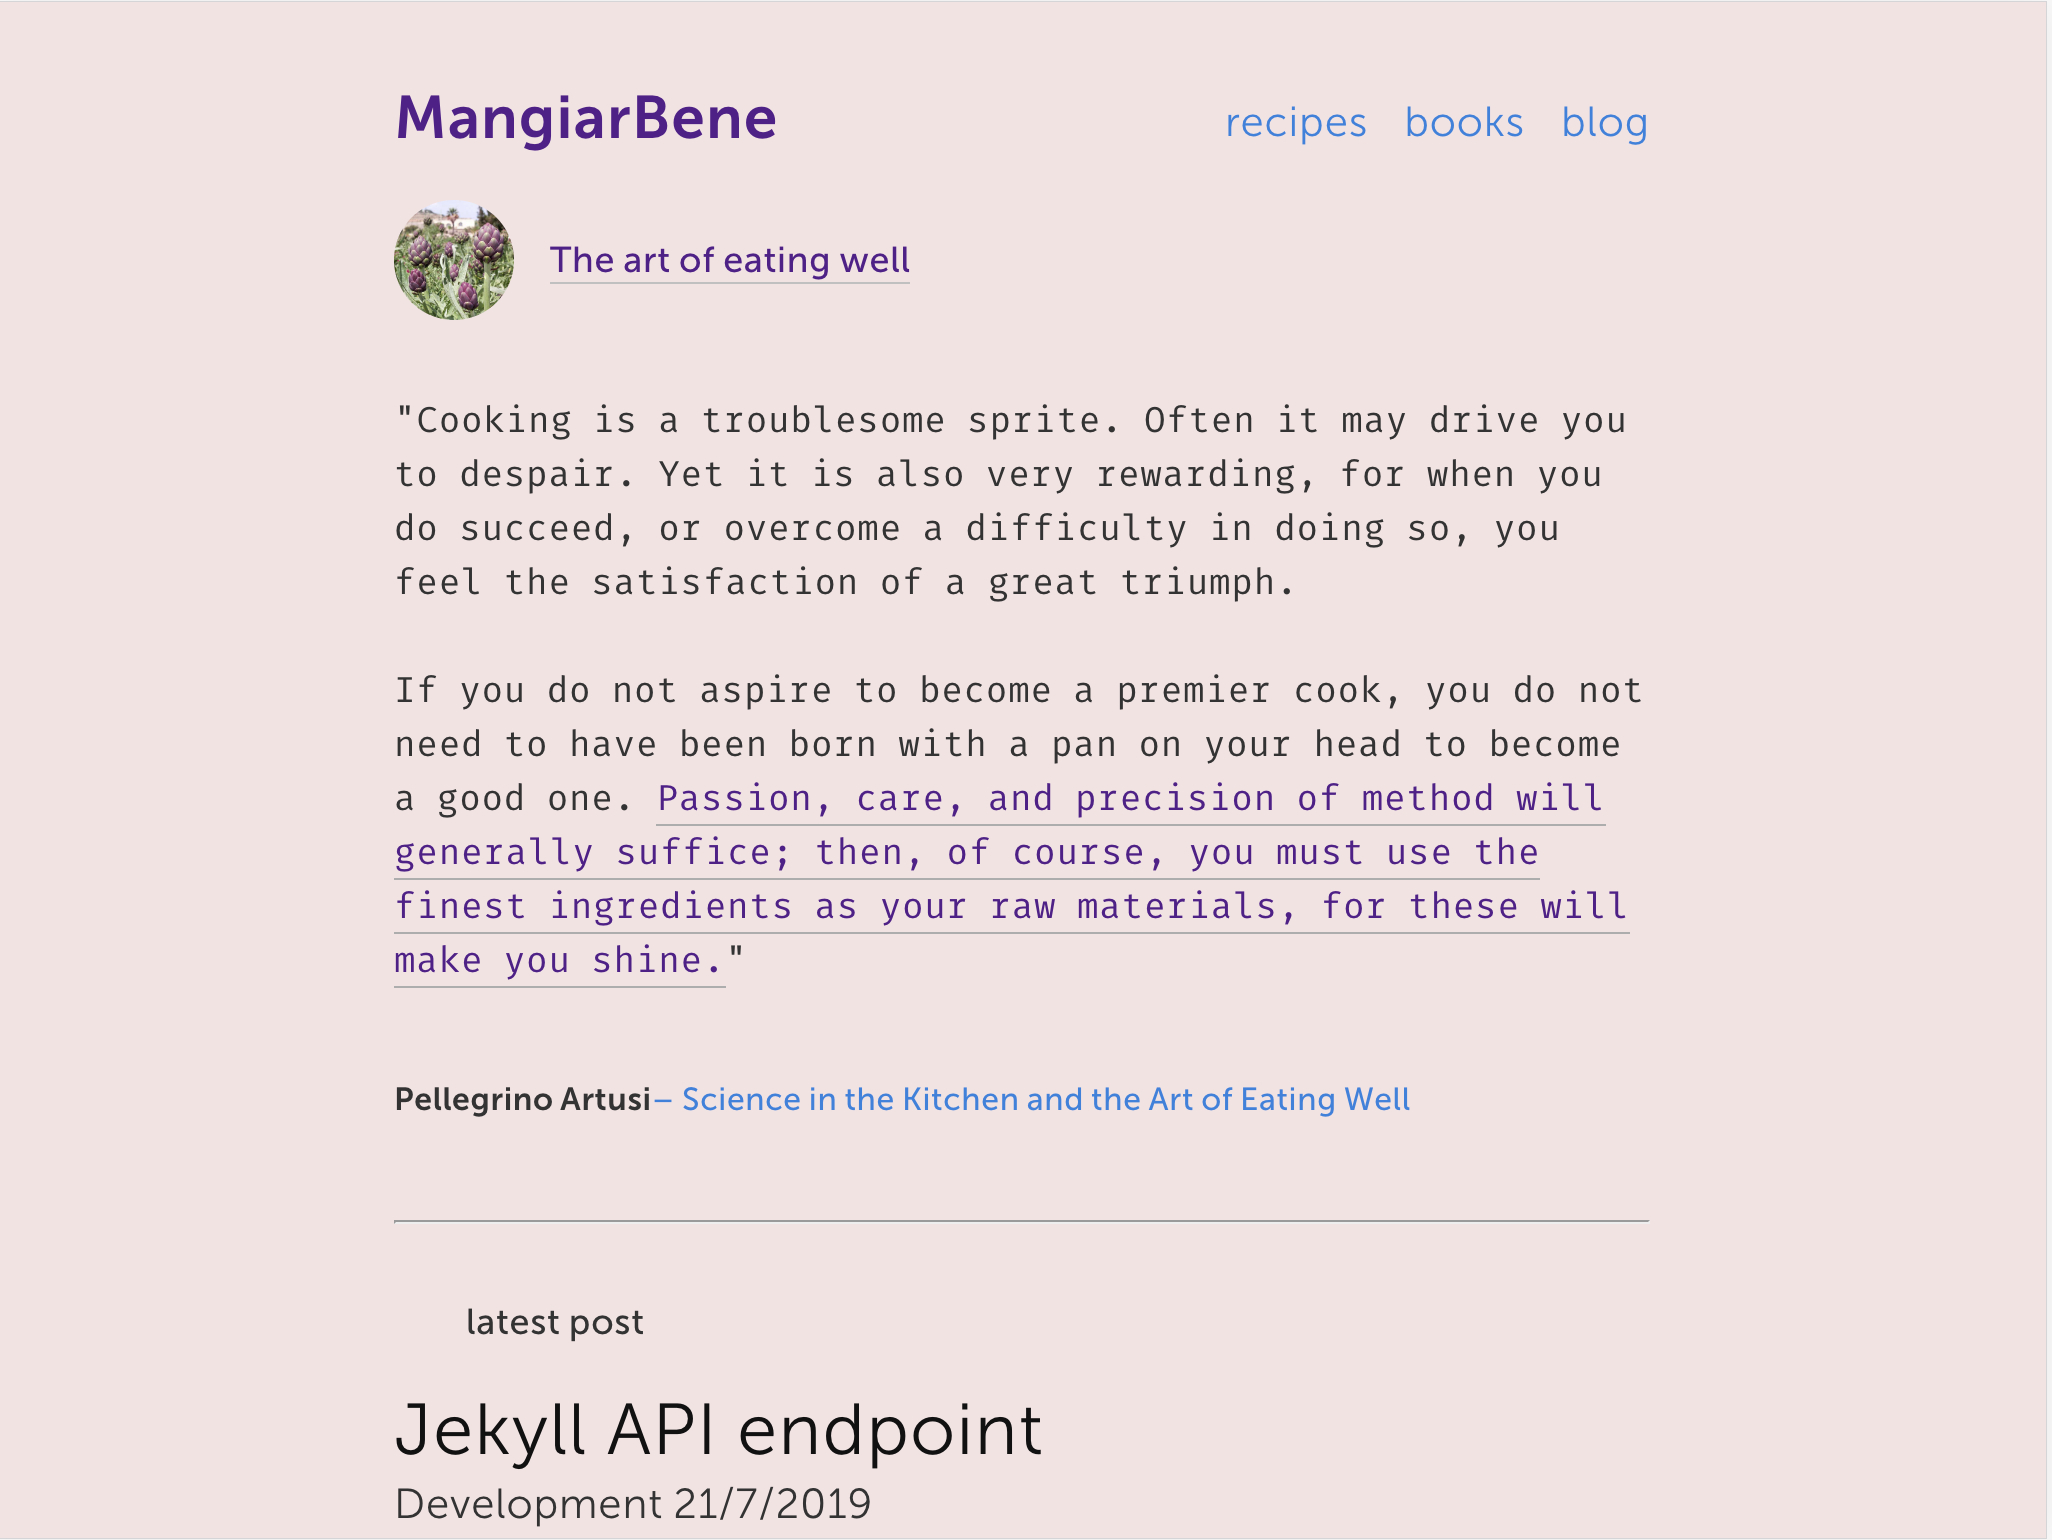 MangiarBene
recipes books blog
The art of eating well
"Cooking is a troublesome sprite. Often it may drive you
to despair. Yet it is also very rewarding, for when you
do succeed, or overcome a difficulty in doing so, you
feel the satisfaction of a great triumph.
If you do not aspire to become a premier cook, you do not
need to have been born with a pan on your head to become
a good one. Passion, care, and precision of method will
generally suffice; then, of course, you must use the
finest ingredients as your raw materials, for these will
make you shine."
Pellegrino Artusi– Science in the Kitchen and the Art of Eating Well
latest post
Jekyll API endpoint
Development 21/7/2019